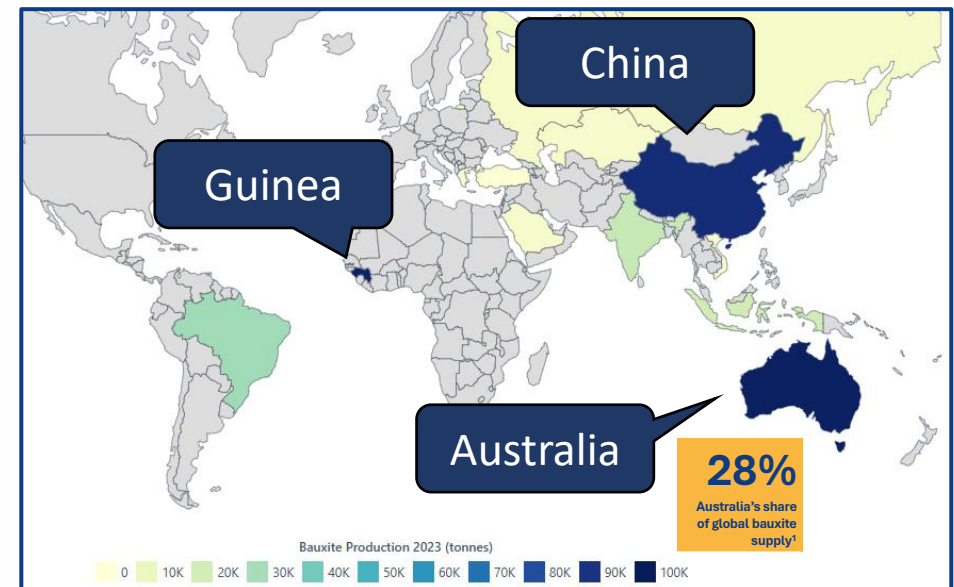 China
Guinea
Australia
28%
Australia's share
of global bauxite
supply¹
Bauxite Production 2023 (tonnes)
0 10K 20K 30K 40K 50K 60K 70K 80K 90K 100K